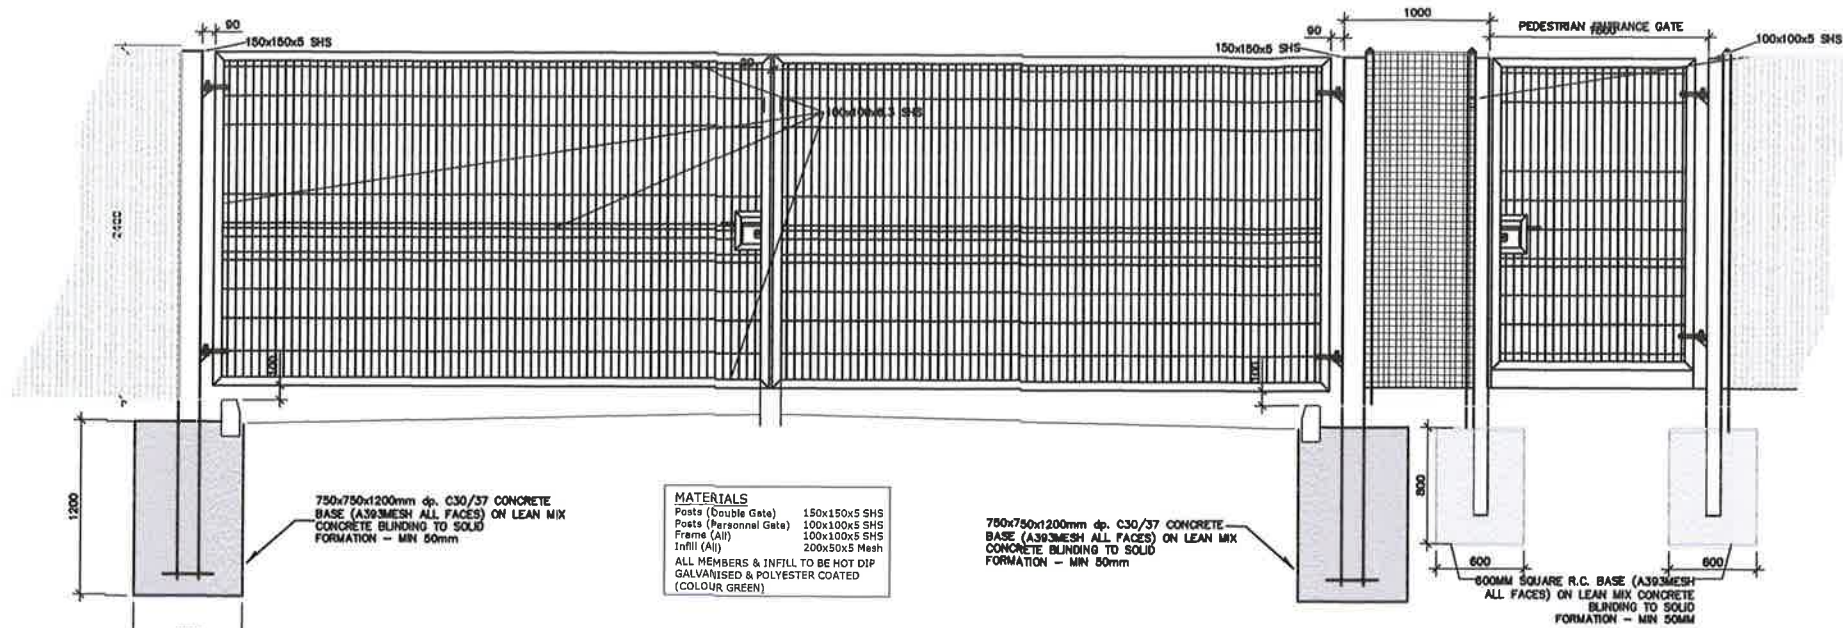 90
150x150x5 SHS
90
100x100x6.3 SHS
2400
100
1200
750x750x1200mm dp. C30/37 CONCRETE
BASE (A393MESH ALL FACES) ON LEAN MIX
CONCRETE BLINDING TO SOLID
FORMATION - MIN 50mm
MATERIALS
Posts (Double Gate) 150x150x5 SHS
Posts (Personnel Gate) 100x100x5 SHS
Frame (All) 100x100x5 SHS
Infill (All) 200x50x5 Mesh
ALL MEMBERS & INFILL TO BE HOT DIP
GALVANISED & POLYESTER COATED
(COLOUR GREEN)
1000
90
150x150x5 SHS
PEDESTRIAN ENTRANCE GATE
100x100x5 SHS
100
750x750x1200mm dp. C30/37 CONCRETE
BASE (A393MESH ALL FACES) ON LEAN MIX
CONCRETE BLINDING TO SOLID
FORMATION - MIN 50mm
800
600
600
600MM SQUARE R.C. BASE (A393MESH
ALL FACES) ON LEAN MIX CONCRETE
BLINDING TO SOLID
FORMATION - MIN 50MM